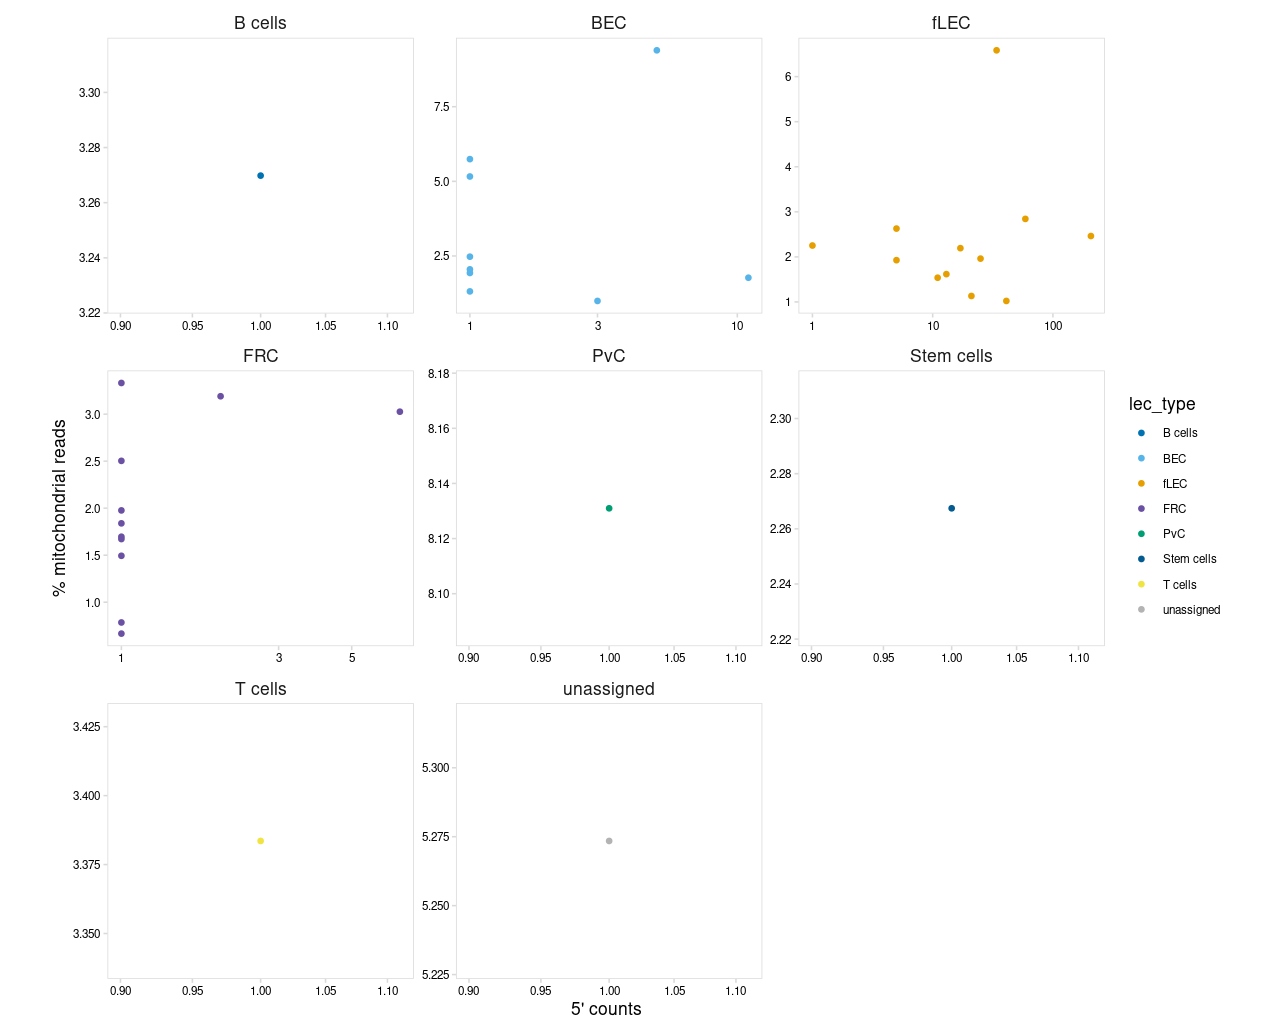 B cells
BEC
fLEC
3.30
3.28
3.26
3.24
3.22
0.90 0.95 1.00 1.05 1.10
7.5
5.0
2.5
1 3 10
6
5
4
3
2
1
1 10 100
FRC
PvC
Stem cells
% mitochondrial reads
3.0
2.5
2.0
1.5
1.0
1 3 5
8.18
8.16
8.14
8.12
8.10
0.90 0.95 1.00 1.05 1.10
2.30
2.28
2.26
2.24
2.22
0.90 0.95 1.00 1.05 1.10
lec_type
B cells
BEC
fLEC
FRC
PvC
Stem cells
T cells
unassigned
T cells
unassigned
3.425
3.400
3.375
3.350
0.90 0.95 1.00 1.05 1.10
5.300
5.275
5.250
5.225
0.90 0.95 1.00 1.05 1.10
5' counts